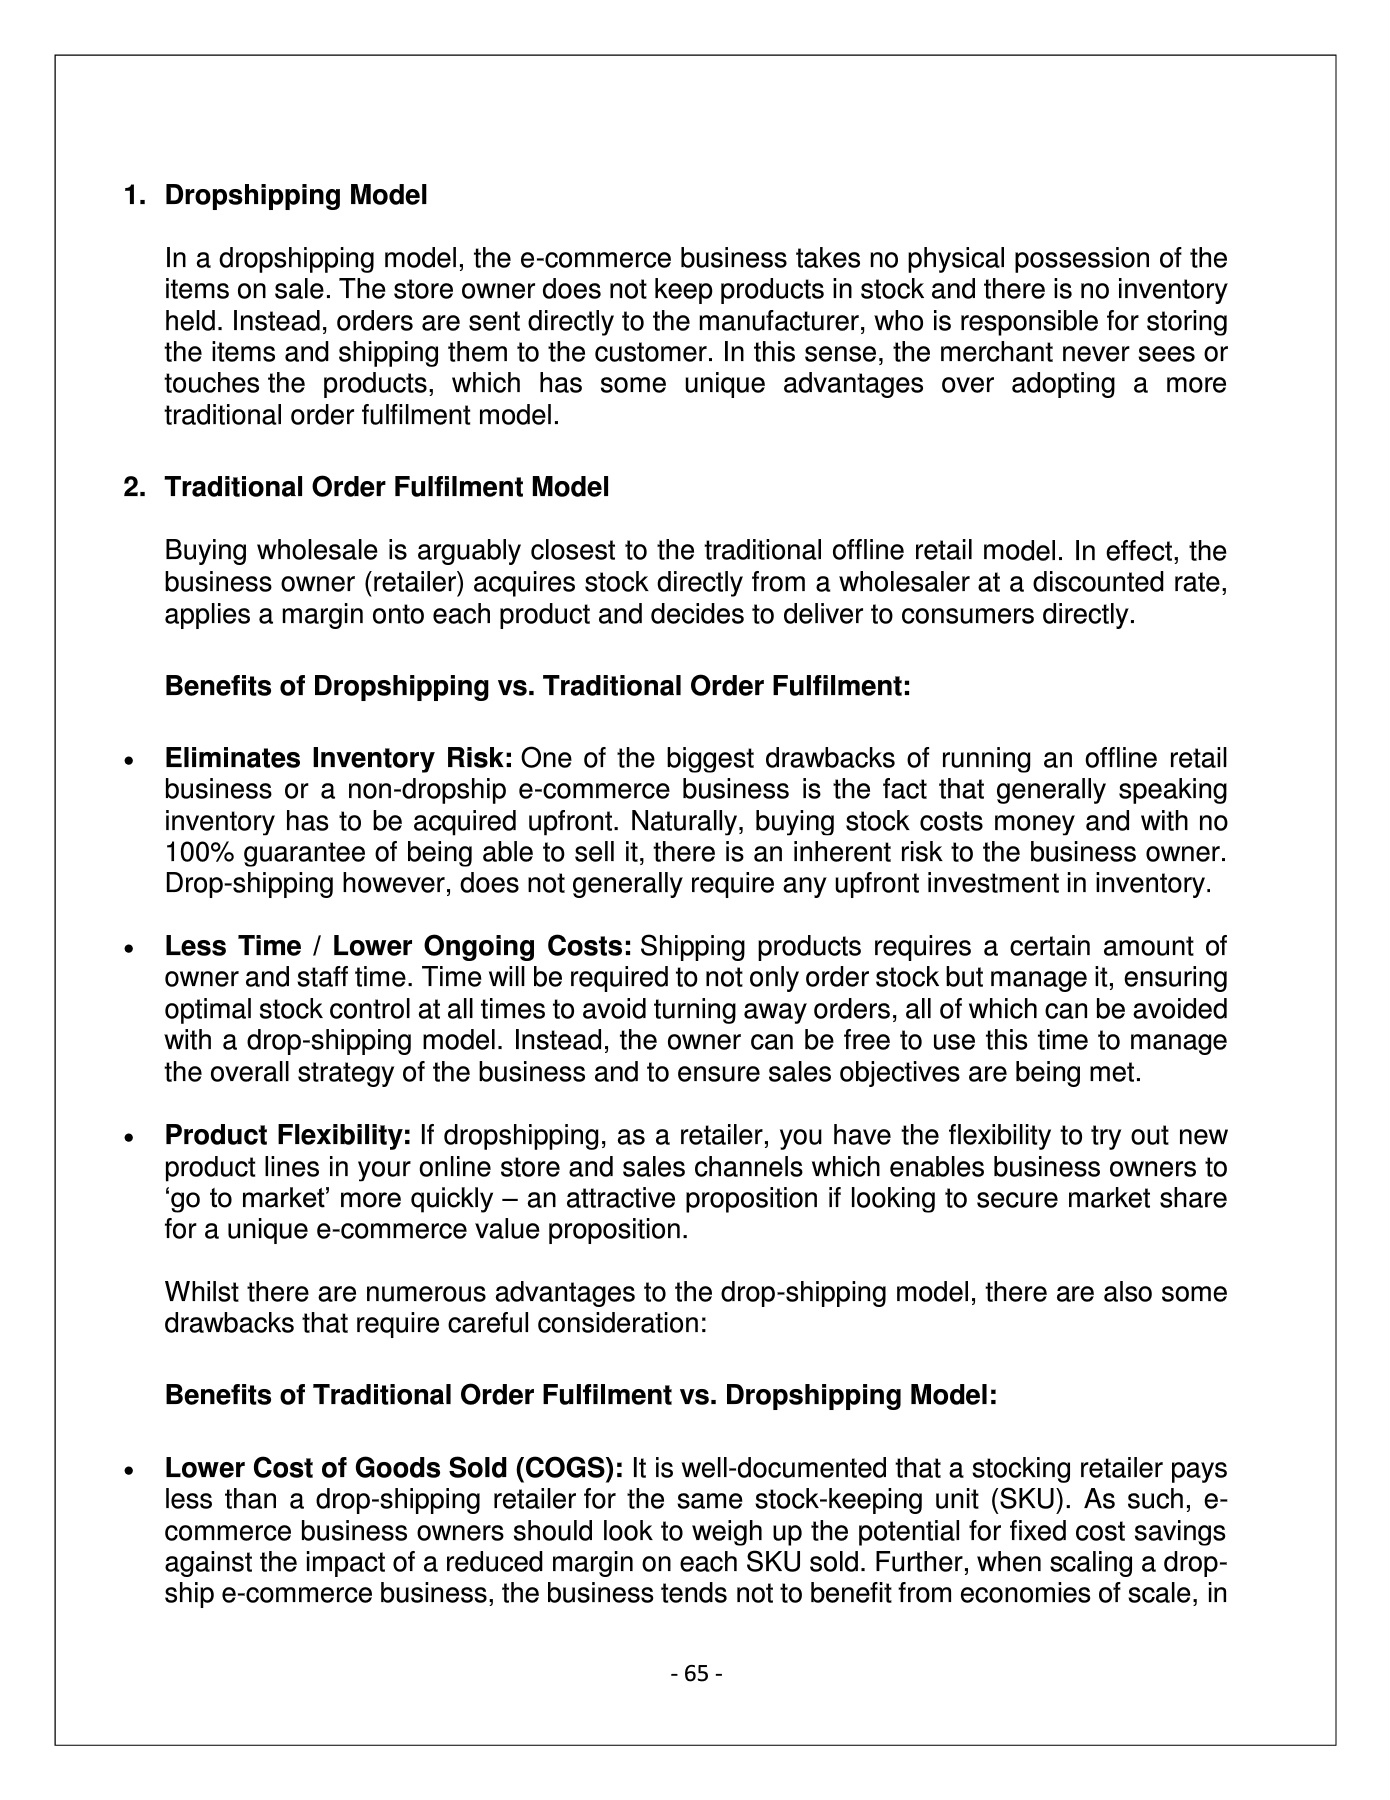 1. Dropshipping Model
In a dropshipping model, the e-commerce business takes no physical possession of the
items on sale. The store owner does not keep products in stock and there is no inventory
held. Instead, orders are sent directly to the manufacturer, who is responsible for storing
the items and shipping them to the customer. In this sense, the merchant never sees or
touches the products, which has some unique advantages over adopting a more
traditional order fulfilment model.
2. Traditional Order Fulfilment Model
Buying wholesale is arguably closest to the traditional offline retail model. In effect, the
business owner (retailer) acquires stock directly from a wholesaler at a discounted rate,
applies a margin onto each product and decides to deliver to consumers directly.
Benefits of Dropshipping vs. Traditional Order Fulfilment:
• Eliminates Inventory Risk: One of the biggest drawbacks of running an offline retail
business or a non-dropship e-commerce business is the fact that generally speaking
inventory has to be acquired upfront. Naturally, buying stock costs money and with no
100% guarantee of being able to sell it, there is an inherent risk to the business owner.
Drop-shipping however, does not generally require any upfront investment in inventory.
• Less Time / Lower Ongoing Costs: Shipping products requires a certain amount of
owner and staff time. Time will be required to not only order stock but manage it, ensuring
optimal stock control at all times to avoid turning away orders, all of which can be avoided
with a drop-shipping model. Instead, the owner can be free to use this time to manage
the overall strategy of the business and to ensure sales objectives are being met.
• Product Flexibility: If dropshipping, as a retailer, you have the flexibility to try out new
product lines in your online store and sales channels which enables business owners to
‘go to market’ more quickly – an attractive proposition if looking to secure market share
for a unique e-commerce value proposition.
Whilst there are numerous advantages to the drop-shipping model, there are also some
drawbacks that require careful consideration:
Benefits of Traditional Order Fulfilment vs. Dropshipping Model:
• Lower Cost of Goods Sold (COGS): It is well-documented that a stocking retailer pays
less than a drop-shipping retailer for the same stock-keeping unit (SKU). As such, e-
commerce business owners should look to weigh up the potential for fixed cost savings
against the impact of a reduced margin on each SKU sold. Further, when scaling a drop-
ship e-commerce business, the business tends not to benefit from economies of scale, in
- 65 -